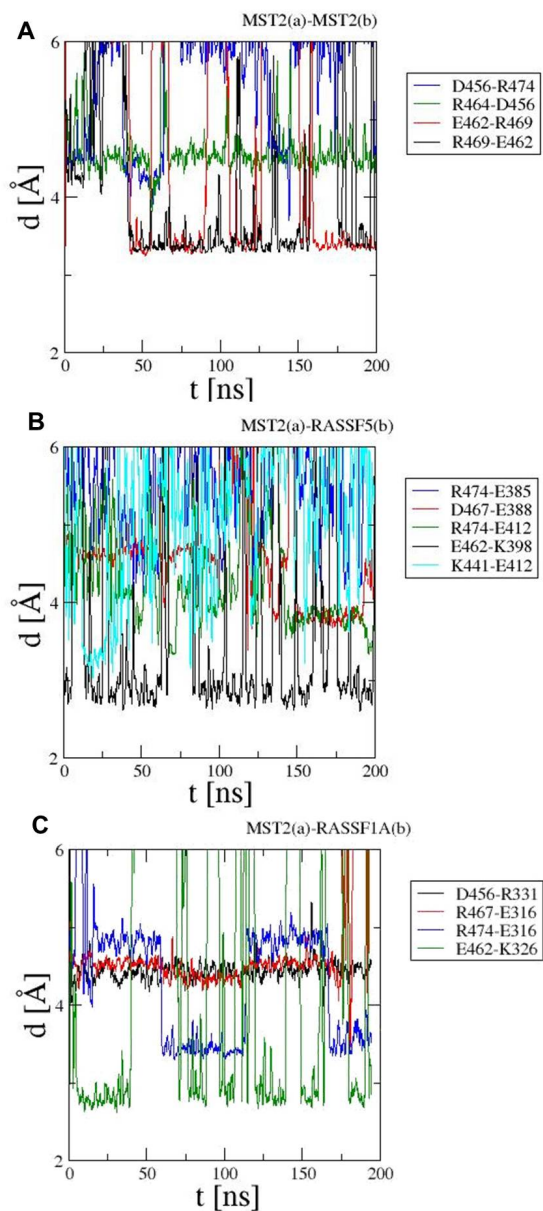 A
MST2(a)-MST2(b)
6
4
2
d [Å]
0 50 100 150 200
t [ns]
D456-R474
R464-D456
E462-R469
R469-E462
B
MST2(a)-RASSF5(b)
6
4
2
d [Å]
0 50 100 150 200
t [ns]
R474-E385
D467-E388
R474-E412
E462-K398
K441-E412
C
MST2(a)-RASSF1A(b)
6
4
2
d [Å]
0 50 100 150 200
t [ns]
D456-R331
R467-E316
R474-E316
E462-K326